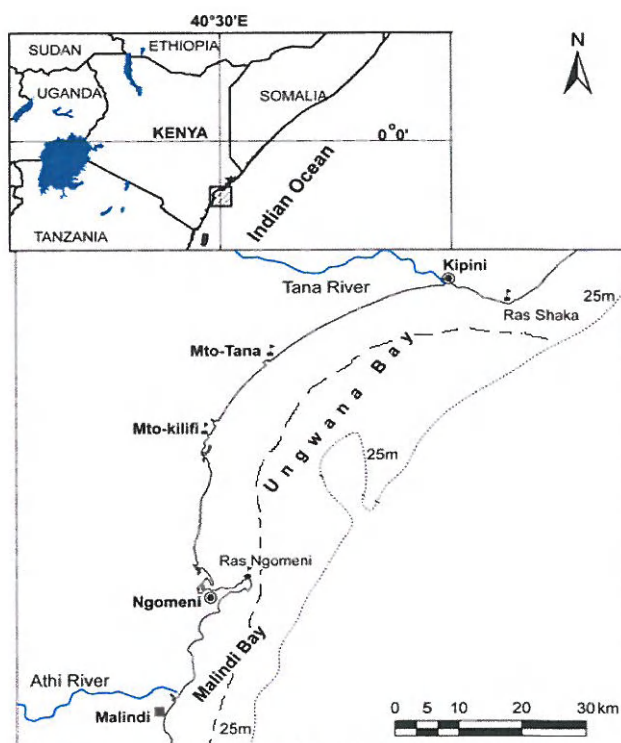 40°30'E
N
SUDAN
ETHIOPIA
UGANDA
SOMALIA
KENYA
0°0'
Indian Ocean
TANZANIA
Kipini
Tana River
25m
Ras Shaka
Mto-Tana
Ungwana Bay
Mto-kilifi
25m
Ras Ngomeni
Ngomeni
Malindi Bay
Athi River
Malindi
25m
0 5 10 20 30 km